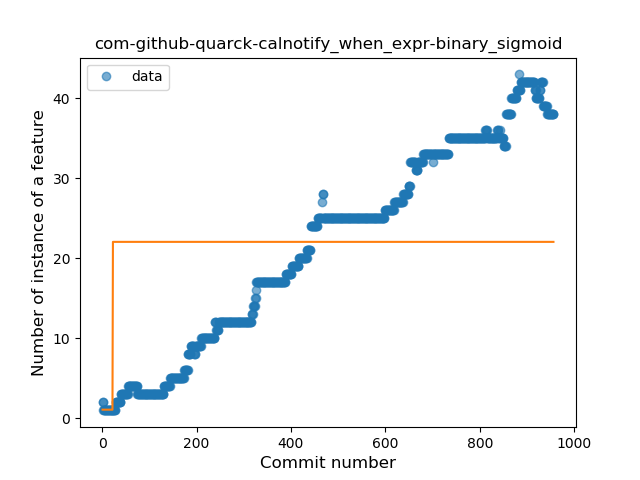 com-github-quarck-calnotify_when_expr-binary_sigmoid
data
Number of instance of a feature
40
30
20
10
0
0 200 400 600 800 1000
Commit number